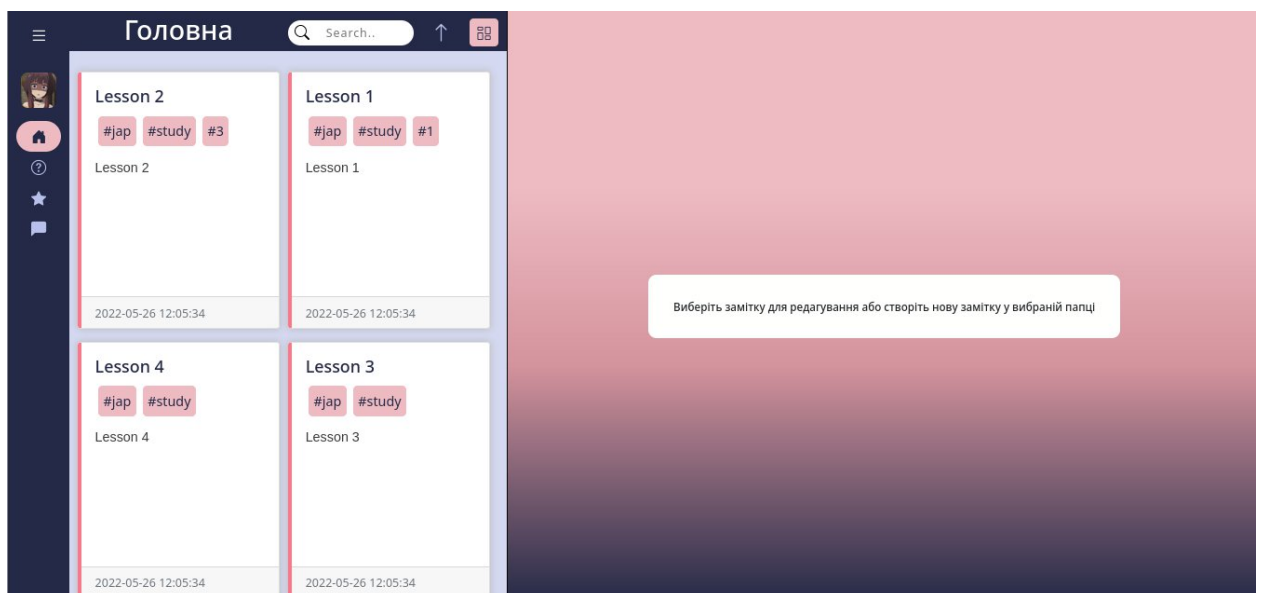 Головна
Search..
Lesson 2
#jap #study #3
Lesson 2
2022-05-26 12:05:34
Lesson 1
#jap #study #1
Lesson 1
2022-05-26 12:05:34
Lesson 4
#jap #study
Lesson 4
2022-05-26 12:05:34
Lesson 3
#jap #study
Lesson 3
2022-05-26 12:05:34
Виберіть замітку для редагування або створіть нову замітку у вибраній папці